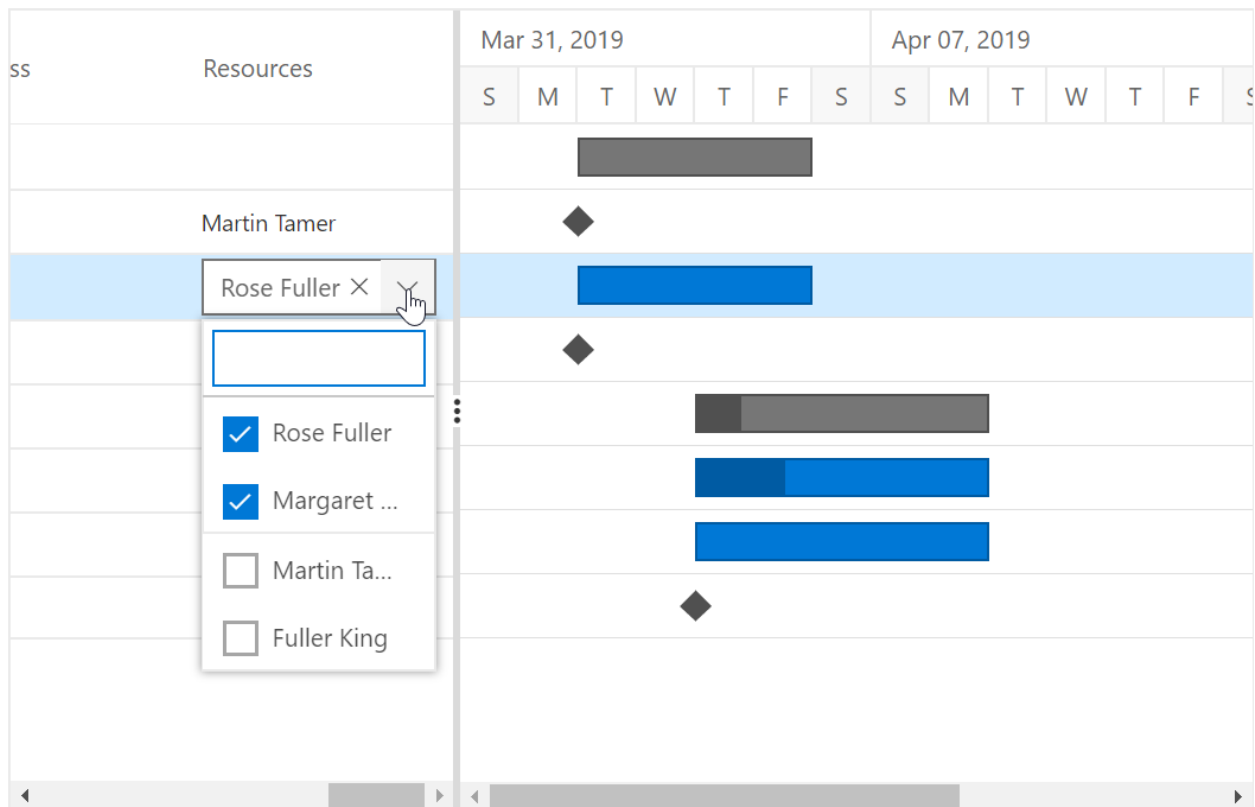 Mar 31, 2019 Apr 07, 2019
ss Resources
S M T W T F S S M T W T F S
Martin Tamer
Rose Fuller
Rose Fuller
Margaret ...
Martin Ta...
Fuller King